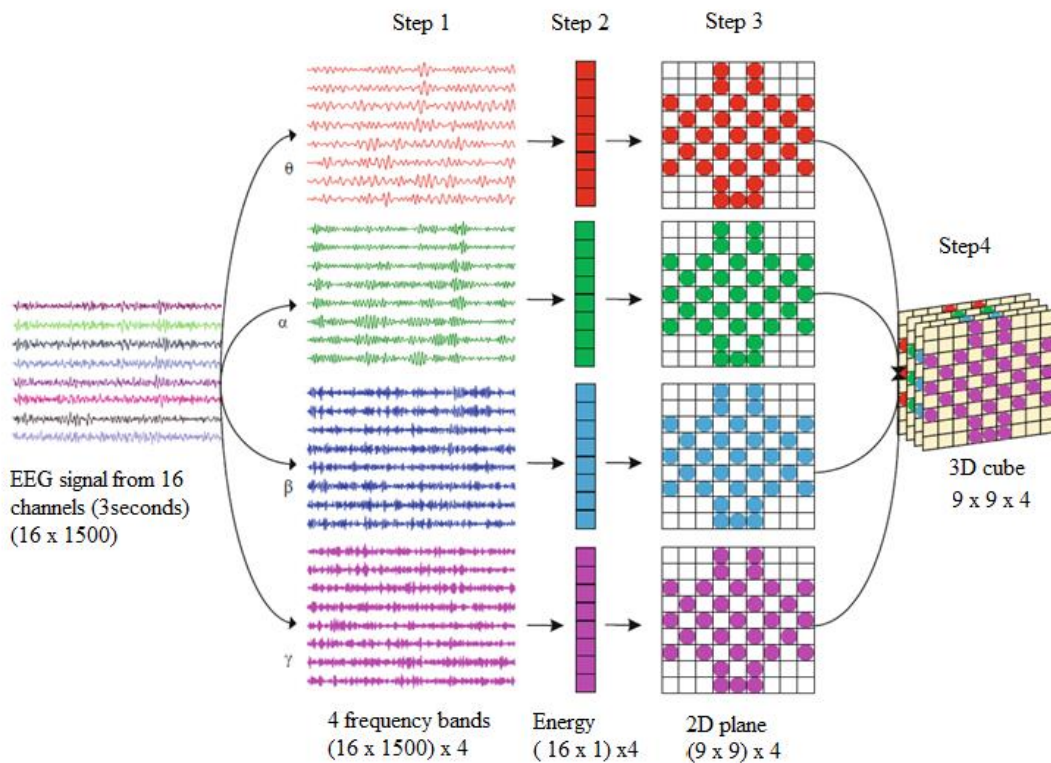 Step 1
Step 2
Step 3
Step4
θ
α
β
γ
EEG signal from 16
channels (3seconds)
(16 x 1500)
4 frequency bands
(16 x 1500) x 4
Energy
( 16 x 1) x4
2D plane
(9 x 9) x 4
3D cube
9 x 9 x 4